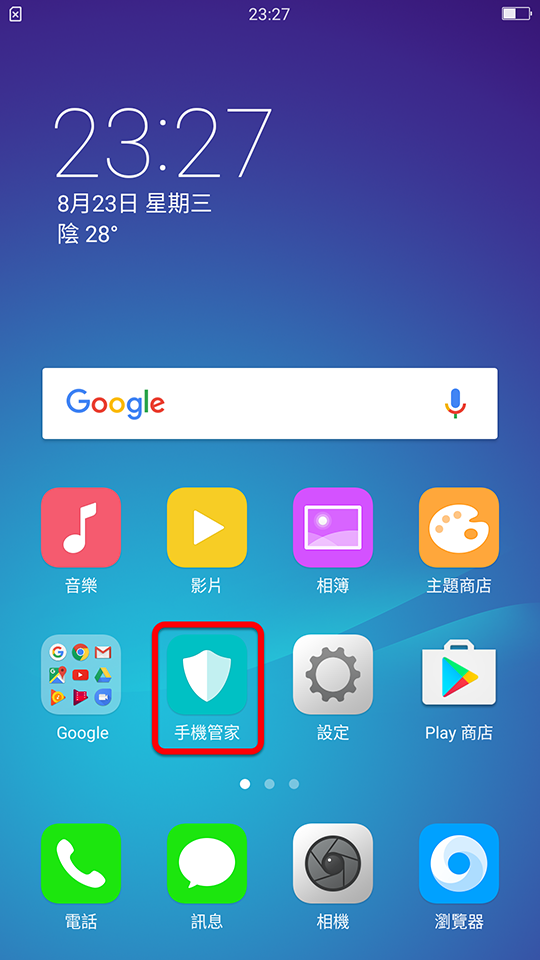 23:27
23:27
8月23日 星期三
陰 28°
Google
音樂
影片
相簿
主題商店
Google
手機管家
設定
Play 商店
電話
訊息
相機
瀏覽器